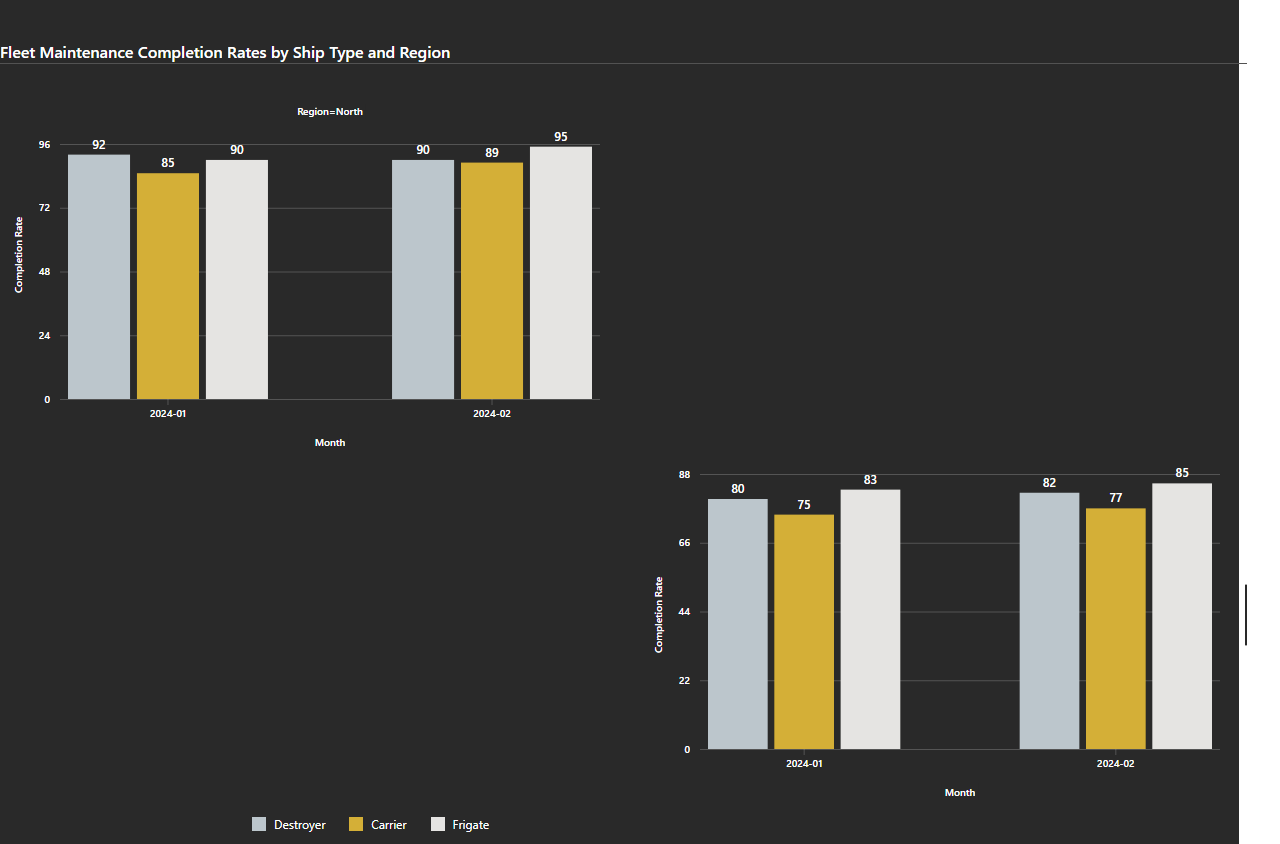 Fleet Maintenance Completion Rates by Ship Type and Region
Region=North
96
72
48
24
0
Completion Rate
92
85
90
90
89
95
2024-01
2024-02
Month
88
66
44
22
0
Completion Rate
80
75
83
82
77
85
2024-01
2024-02
Month
Destroyer
Carrier
Frigate